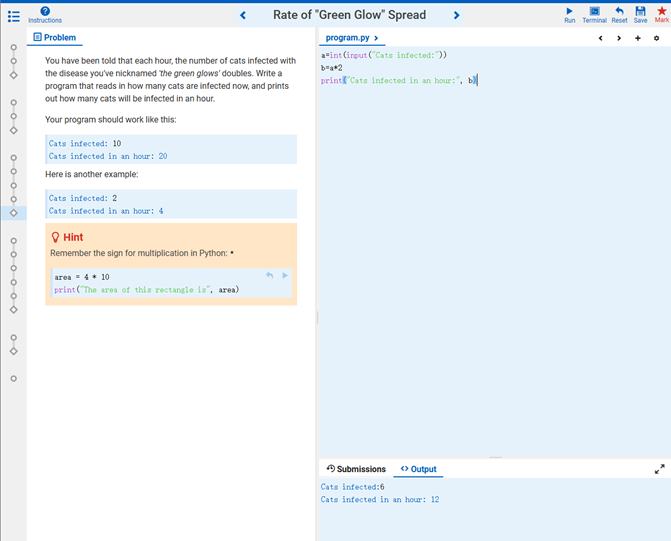 Instructions
Rate of "Green Glow" Spread
Run
Terminal
Reset
Save
Mark
Problem
You have been told that each hour, the number of cats infected with
the disease you've nicknamed 'the green glows' doubles. Write a
program that reads in how many cats are infected now, and prints
out how many cats will be infected in an hour.
Your program should work like this:
Cats infected: 10
Cats infected in an hour: 20
Here is another example:
Cats infected: 2
Cats infected in an hour: 4
Hint
Remember the sign for multiplication in Python: *
area = 4 * 10
print("The area of this rectangle is", area)
program.py
a=int(input("Cats infected:"))
b=a*2
print("Cats infected in an hour:", b)
Submissions
<> Output
Cats infected:6
Cats infected in an hour: 12